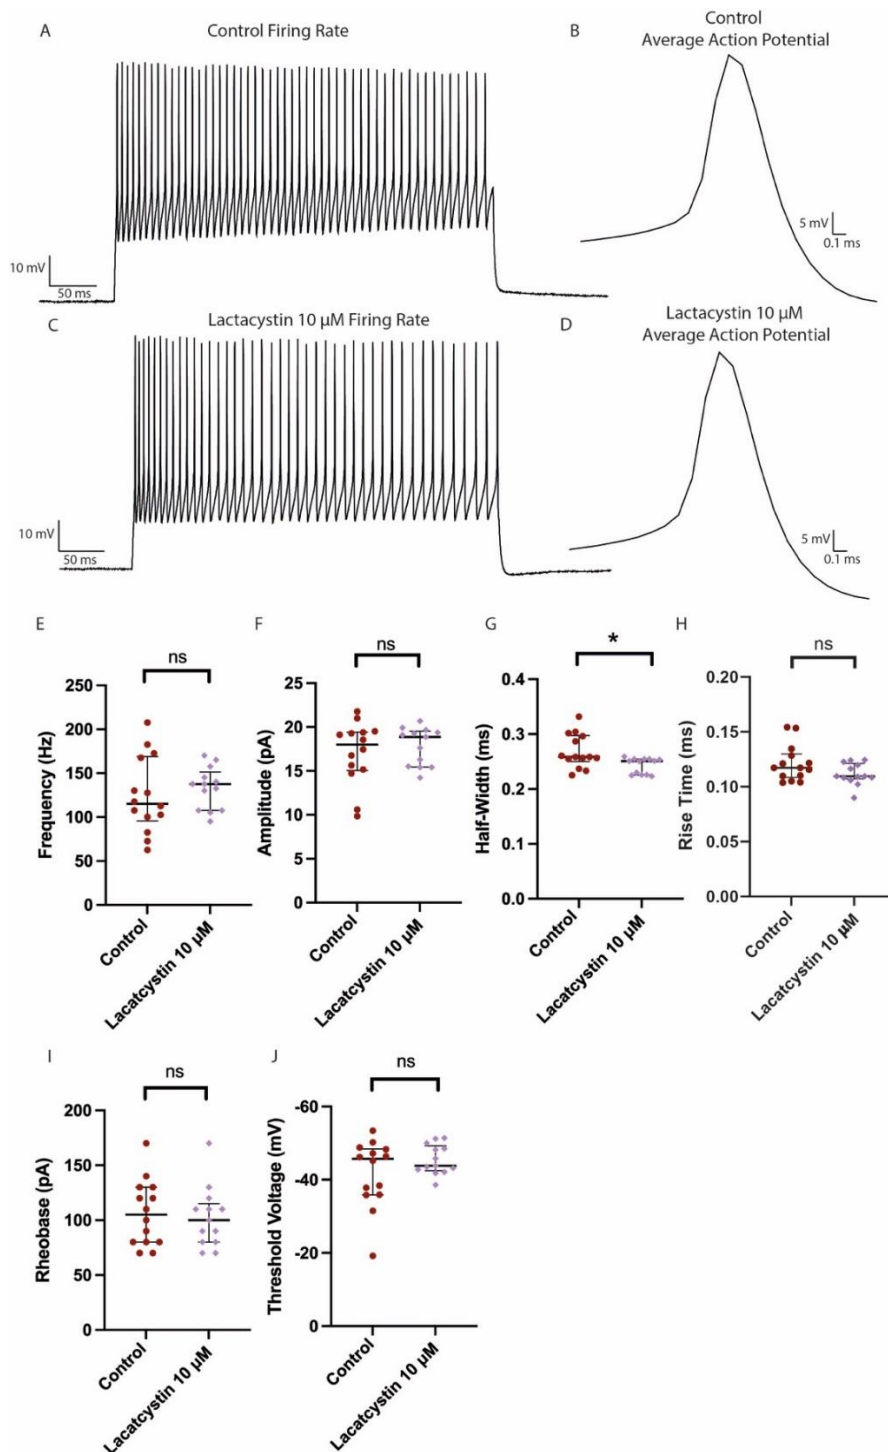 A
Control Firing Rate
B
Control
Average Action Potential
10 mV
50 ms
5 mV
0.1 ms
C
Lactacystin 10 µM Firing Rate
D
Lactacystin 10 µM
Average Action Potential
10 mV
50 ms
5 mV
0.1 ms
E
ns
Frequency (Hz)
250
200
150
100
50
0
Control
Lacatcystin 10 µM
F
ns
Amplitude (pA)
25
20
15
10
5
0
Control
Lacatcystin 10 µM
G
*
Half-Width (ms)
0.4
0.3
0.2
0.1
0.0
Control
Lacatcystin 10 µM
H
ns
Rise Time (ms)
0.20
0.15
0.10
0.05
0.00
Control
Lacatcystin 10 µM
I
ns
Rheobase (pA)
200
150
100
50
0
Control
Lacatcystin 10 µM
J
ns
Threshold Voltage (mV)
-60
-40
-20
0
Control
Lacatcystin 10 µM